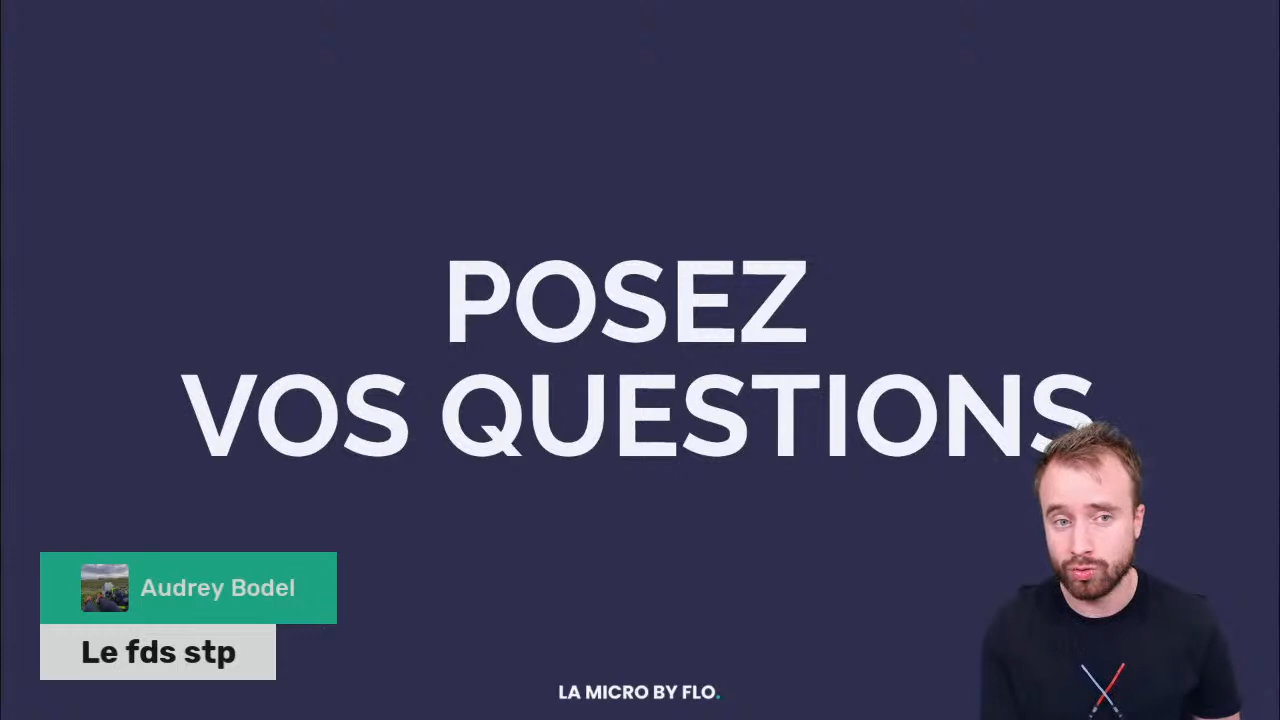 POSEZ
VOS QUESTIONS
Audrey Bodel
Le fds stp
LA MICRO BY FLO.